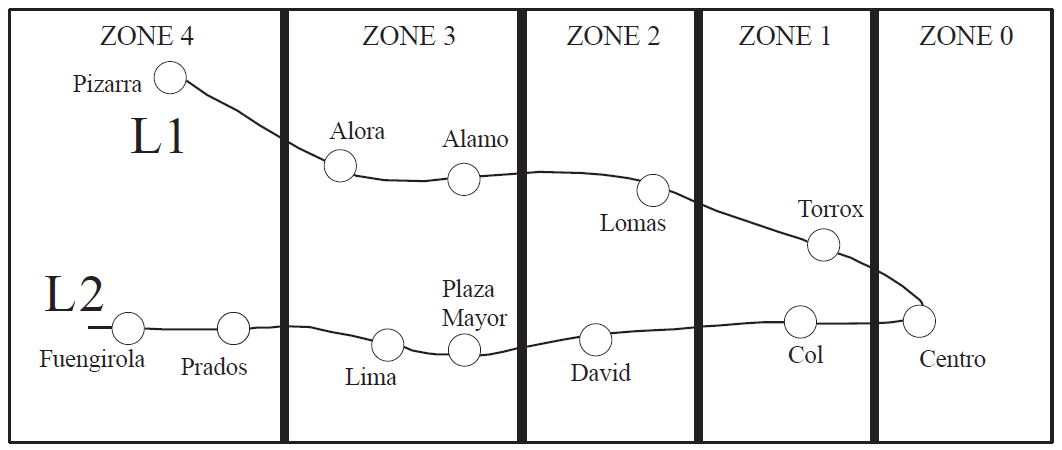 ZONE 4
ZONE 3
ZONE 2
ZONE 1
ZONE 0
Pizarra
L1
Alora
Alamo
Lomas
Torrox
L2
Fuengirola
Prados
Lima
Plaza
Mayor
David
Col
Centro